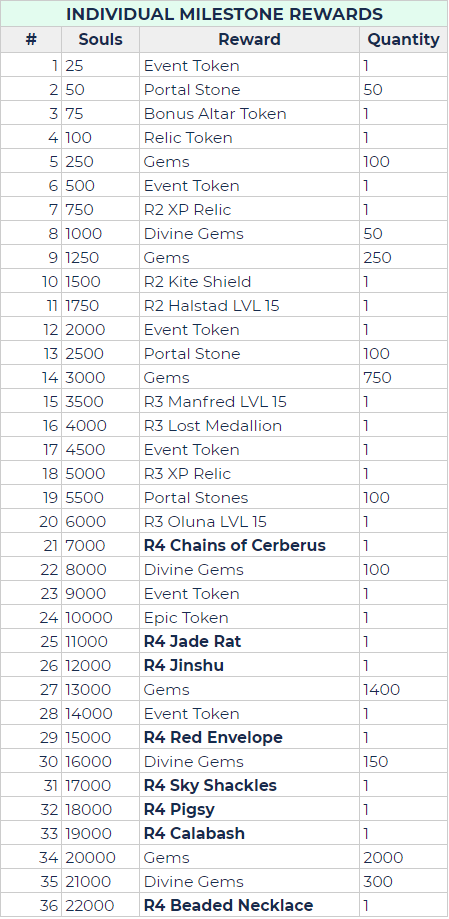 INDIVIDUAL MILESTONE REWARDS
# Souls Reward Quantity
1 25 Event Token 1
2 50 Portal Stone 50
3 75 Bonus Altar Token 1
4 100 Relic Token 1
5 250 Gems 100
6 500 Event Token 1
7 750 R2 XP Relic 1
8 1000 Divine Gems 50
9 1250 Gems 250
10 1500 R2 Kite Shield 1
11 1750 R2 Halstad LVL 15 1
12 2000 Event Token 1
13 2500 Portal Stone 100
14 3000 Gems 750
15 3500 R3 Manfred LVL 15 1
16 4000 R3 Lost Medallion 1
17 4500 Event Token 1
18 5000 R3 XP Relic 1
19 5500 Portal Stones 100
20 6000 R3 Oluna LVL 15 1
21 7000 R4 Chains of Cerberus 1
22 8000 Divine Gems 100
23 9000 Event Token 1
24 10000 Epic Token 1
25 11000 R4 Jade Rat 1
26 12000 R4 Jinshu 1
27 13000 Gems 1400
28 14000 Event Token 1
29 15000 R4 Red Envelope 1
30 16000 Divine Gems 150
31 17000 R4 Sky Shackles 1
32 18000 R4 Pigsy 1
33 19000 R4 Calabash 1
34 20000 Gems 2000
35 21000 Divine Gems 300
36 22000 R4 Beaded Necklace 1